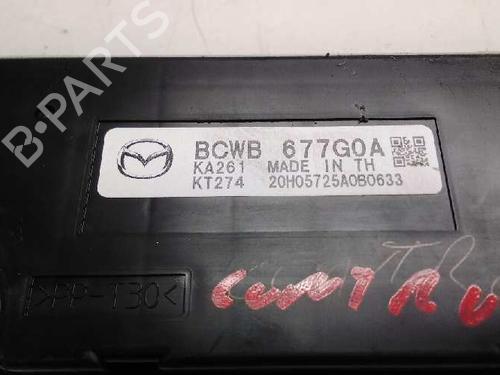 BCWB 677G0A
KA261 MADE IN TH
KT274 20H05725A0B0633
>PP-T30<
B-PARTS